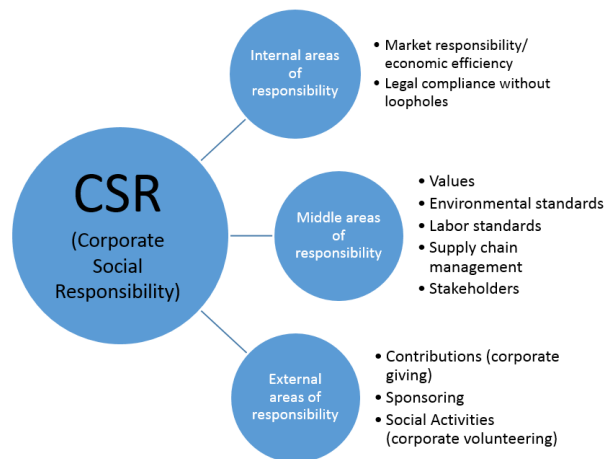 CSR
(Corporate
Social
Responsibility)
Internal areas
of
responsibility
• Market responsibility/
economic efficiency
• Legal compliance without
loopholes
Middle areas
of
responsibility
• Values
• Environmental standards
• Labor standards
• Supply chain
management
• Stakeholders
External
areas of
responsibility
• Contributions (corporate
giving)
• Sponsoring
• Social Activities
(corporate volunteering)